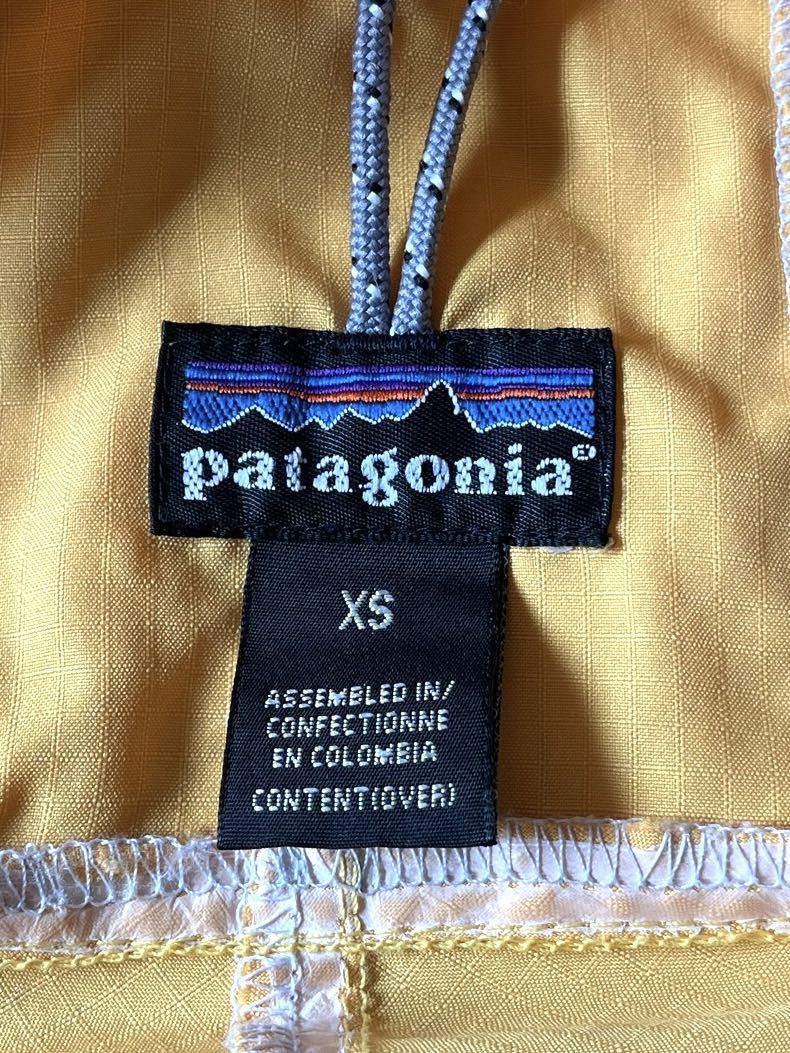 patagonia®
XS
ASSEMBLED IN/
CONFECTIONNE
EN COLOMBIA
CONTENT(OVER)